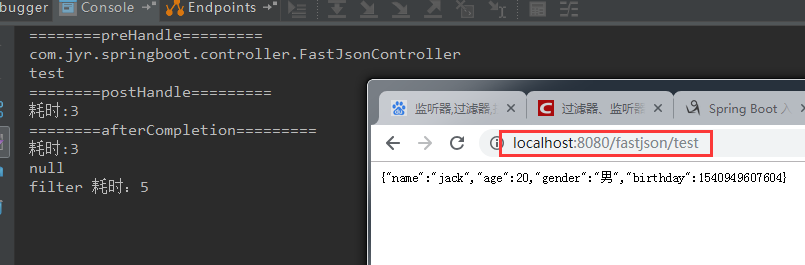 bugger
Console
Endpoints
========preHandle=========
com.jyr.springboot.controller.FastJsonController
test
========postHandle=========
耗时:3
========afterCompletion=========
耗时:3
null
filter 耗时：5
监听器,过滤器,
过滤器、监听器
Spring Boot 入
localhost:8080/fastjson/test
{"name":"jack","age":20,"gender":"男","birthday":1540949607604}